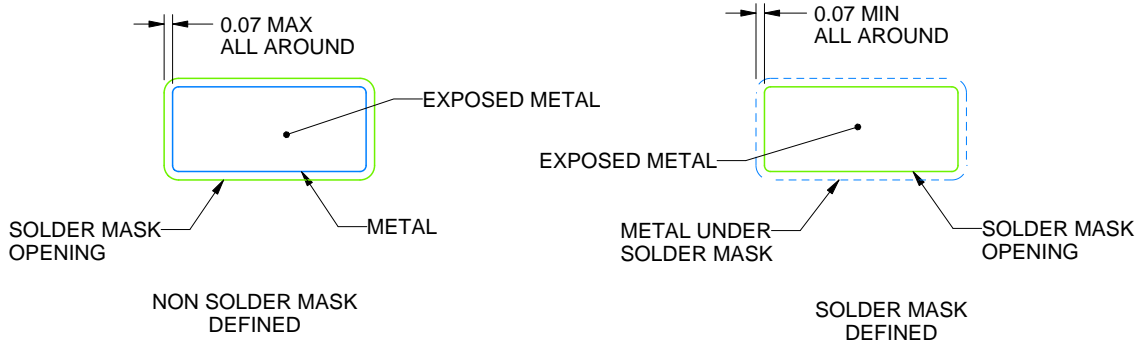 0.07 MAX
ALL AROUND
EXPOSED METAL
SOLDER MASK
OPENING
METAL
NON SOLDER MASK
DEFINED
0.07 MIN
ALL AROUND
EXPOSED METAL
METAL UNDER
SOLDER MASK
SOLDER MASK
OPENING
SOLDER MASK
DEFINED